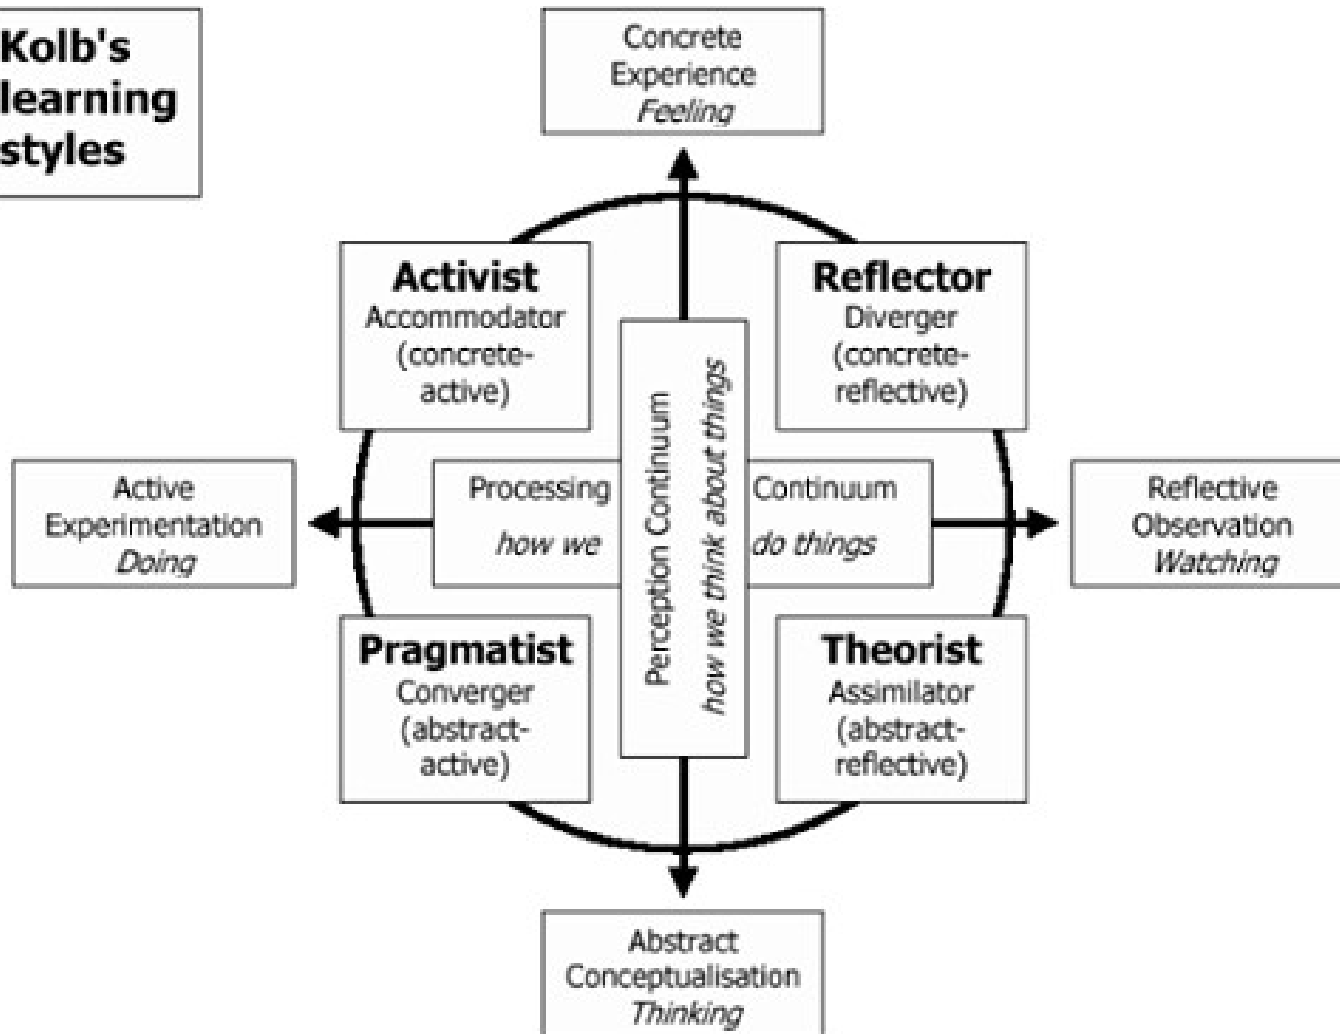 Kolb's
learning
styles
Concrete
Experience
Feeling
Activist
Accommodator
(concrete-
active)
Reflector
Diverger
(concrete-
reflective)
Active
Experimentation
Doing
Processing
how we
Perception Continuum
how we think about things
Continuum
do things
Reflective
Observation
Watching
Pragmatist
Converger
(abstract-
active)
Theorist
Assimilator
(abstract-
reflective)
Abstract
Conceptualisation
Thinking